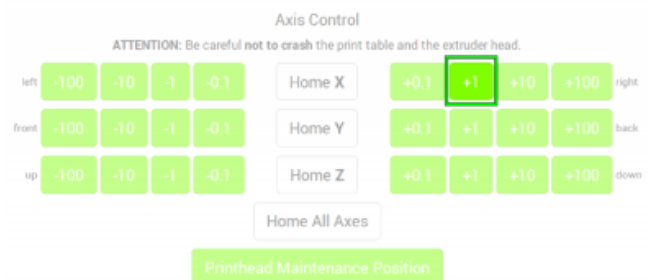 Axis Control
ATTENTION: Be careful not to crash the print table and the extruder head.
left -100 -10 -1 -0.1 Home X +0.1 +1 +10 +100 right
front -100 -10 -1 -0.1 Home Y +0.1 +1 +10 +100 back
up -100 -10 -1 -0.1 Home Z +0.1 +1 +10 +100 down
Home All Axes
Printhead Maintenance Position